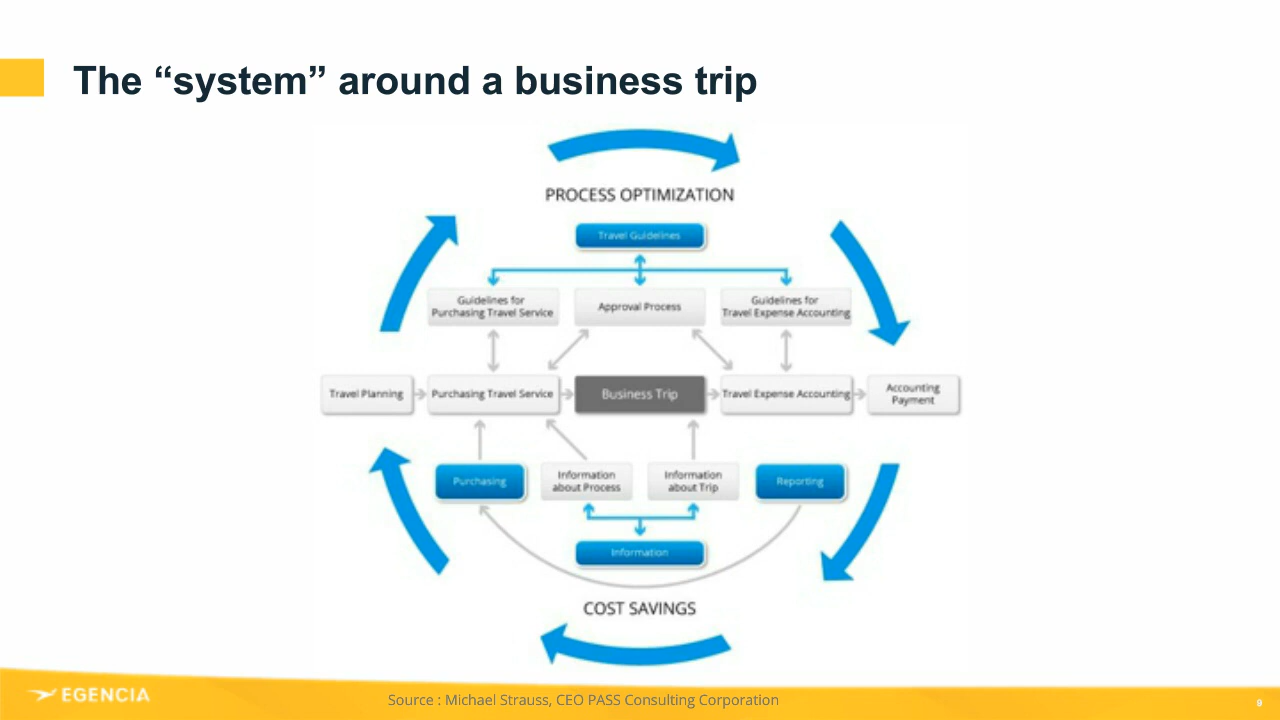 The “system” around a business trip
PROCESS OPTIMIZATION
Travel Guidelines
Guidelines for
Purchasing Travel Service
Approval Process
Guidelines for
Travel Expense Accounting
Travel Planning
Purchasing Travel Service
Business Trip
Travel Expense Accounting
Accounting
Payment
Purchasing
Information
about Process
Information
about Trip
Reporting
Information
COST SAVINGS
EGENCIA
Source : Michael Strauss, CEO PASS Consulting Corporation
9